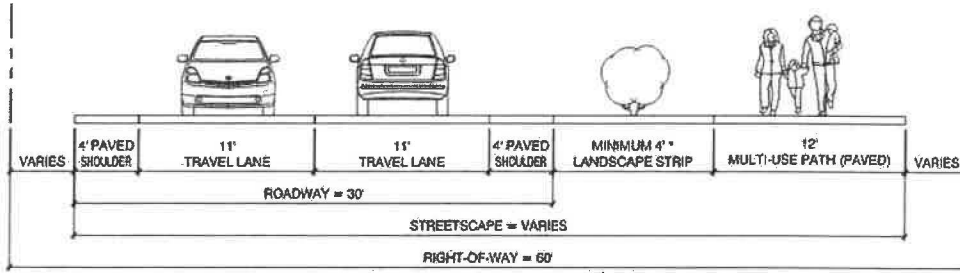 VARIES
4' PAVED
SHOULDER
11'
TRAVEL LANE
11'
TRAVEL LANE
4' PAVED
SHOULDER
MINIMUM 4' *
LANDSCAPE STRIP
12'
MULTI-USE PATH (PAVED)
VARIES
ROADWAY = 30'
STREETSCAPE = VARIES
RIGHT-OF-WAY = 60'